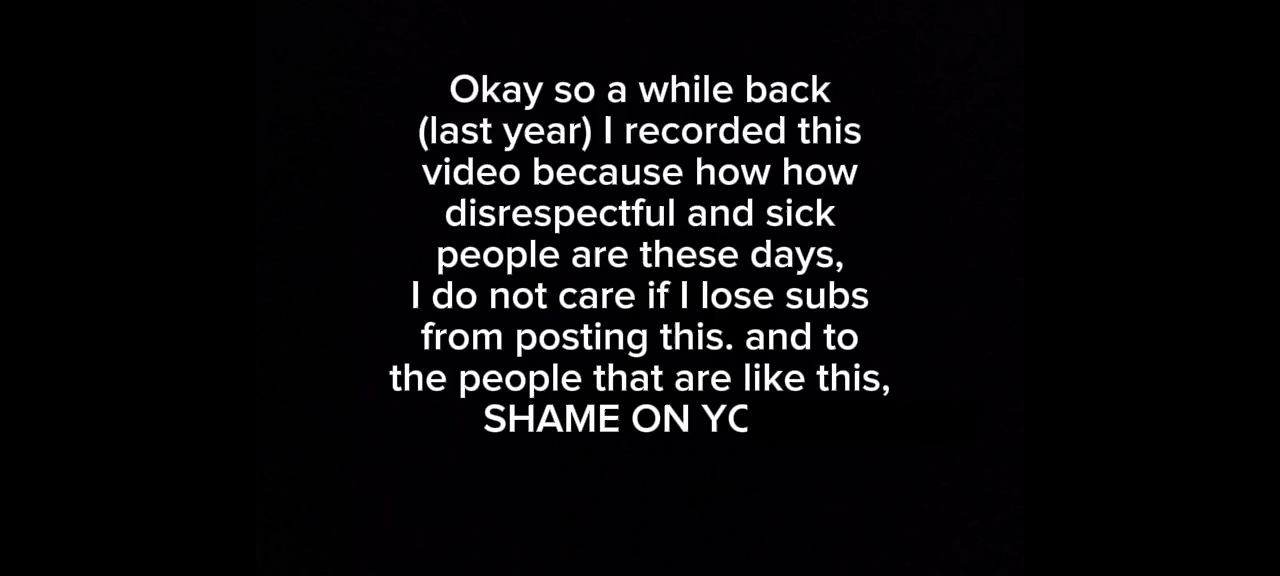 Okay so a while back
(last year) I recorded this
video because how how
disrespectful and sick
people are these days,
I do not care if I lose subs
from posting this. and to
the people that are like this,
SHAME ON YO